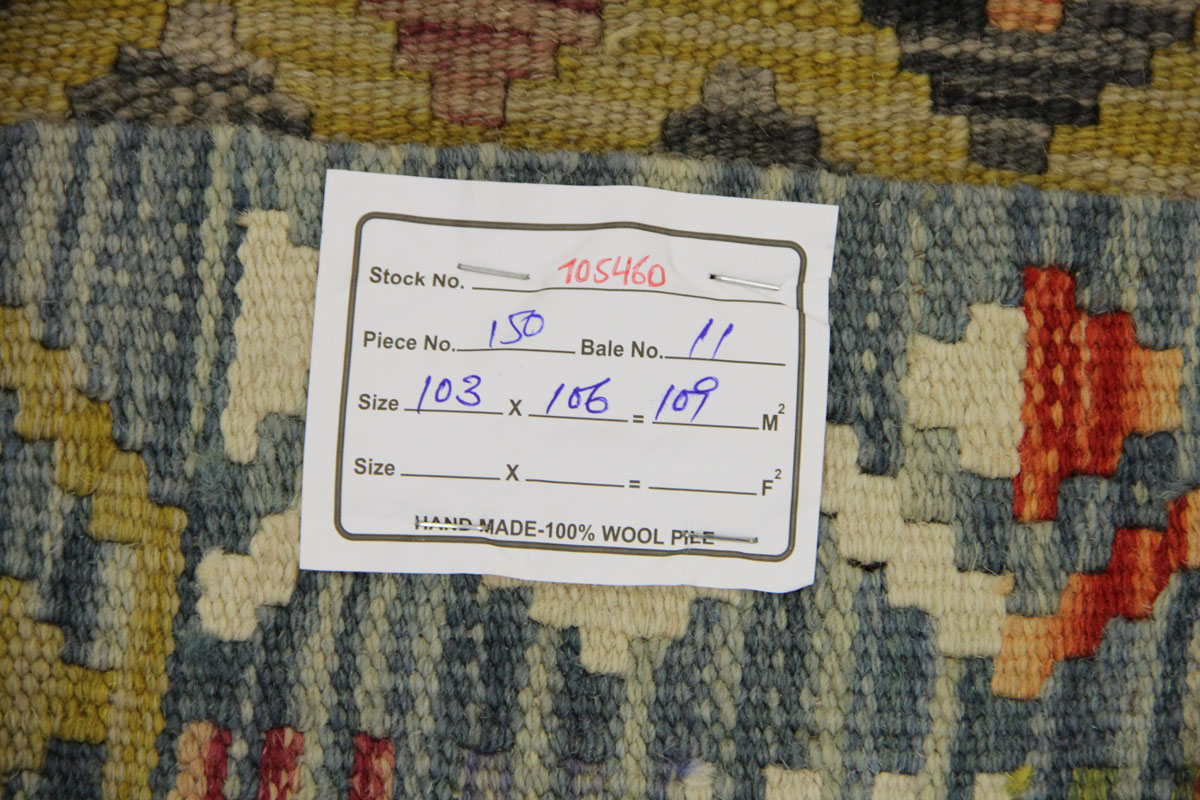 Stock No. 105460
Piece No. 150 Bale No. 11
Size 103 X 106 = 109 M²
Size X = F²
HAND MADE-100% WOOL PILE